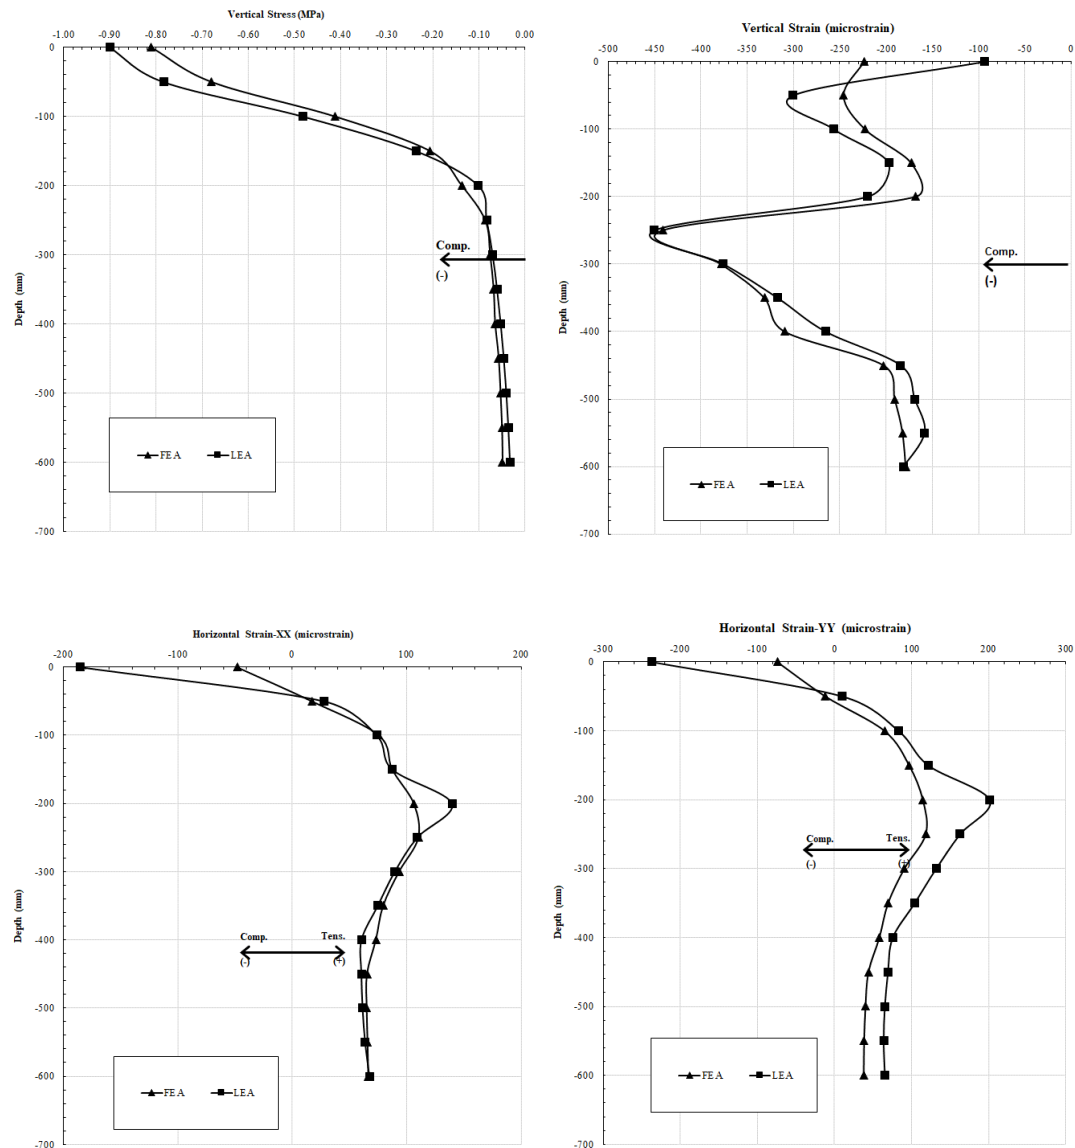 Vertical Stress (MPa)
-1.00 -0.90 -0.80 -0.70 -0.60 -0.50 -0.40 -0.30 -0.20 -0.10 0.00
0
-100
-200
-300
-400
-500
-600
-700
Depth (mm)
Comp.
(-)
FEA LEA
Vertical Strain (microstrain)
-500 -450 -400 -350 -300 -250 -200 -150 -100 -50 0
0
-100
-200
-300
-400
-500
-600
-700
Depth (mm)
Comp.
(-)
FEA LEA
Horizontal Strain-XX (microstrain)
-200 -100 0 100 200
0
-100
-200
-300
-400
-500
-600
-700
Depth (mm)
Comp. Tens.
(-) (+)
FEA LEA
Horizontal Strain-YY (microstrain)
-300 -200 -100 0 100 200 300
0
-100
-200
-300
-400
-500
-600
-700
Depth (mm)
Comp. Tens.
(-) (+)
FEA LEA